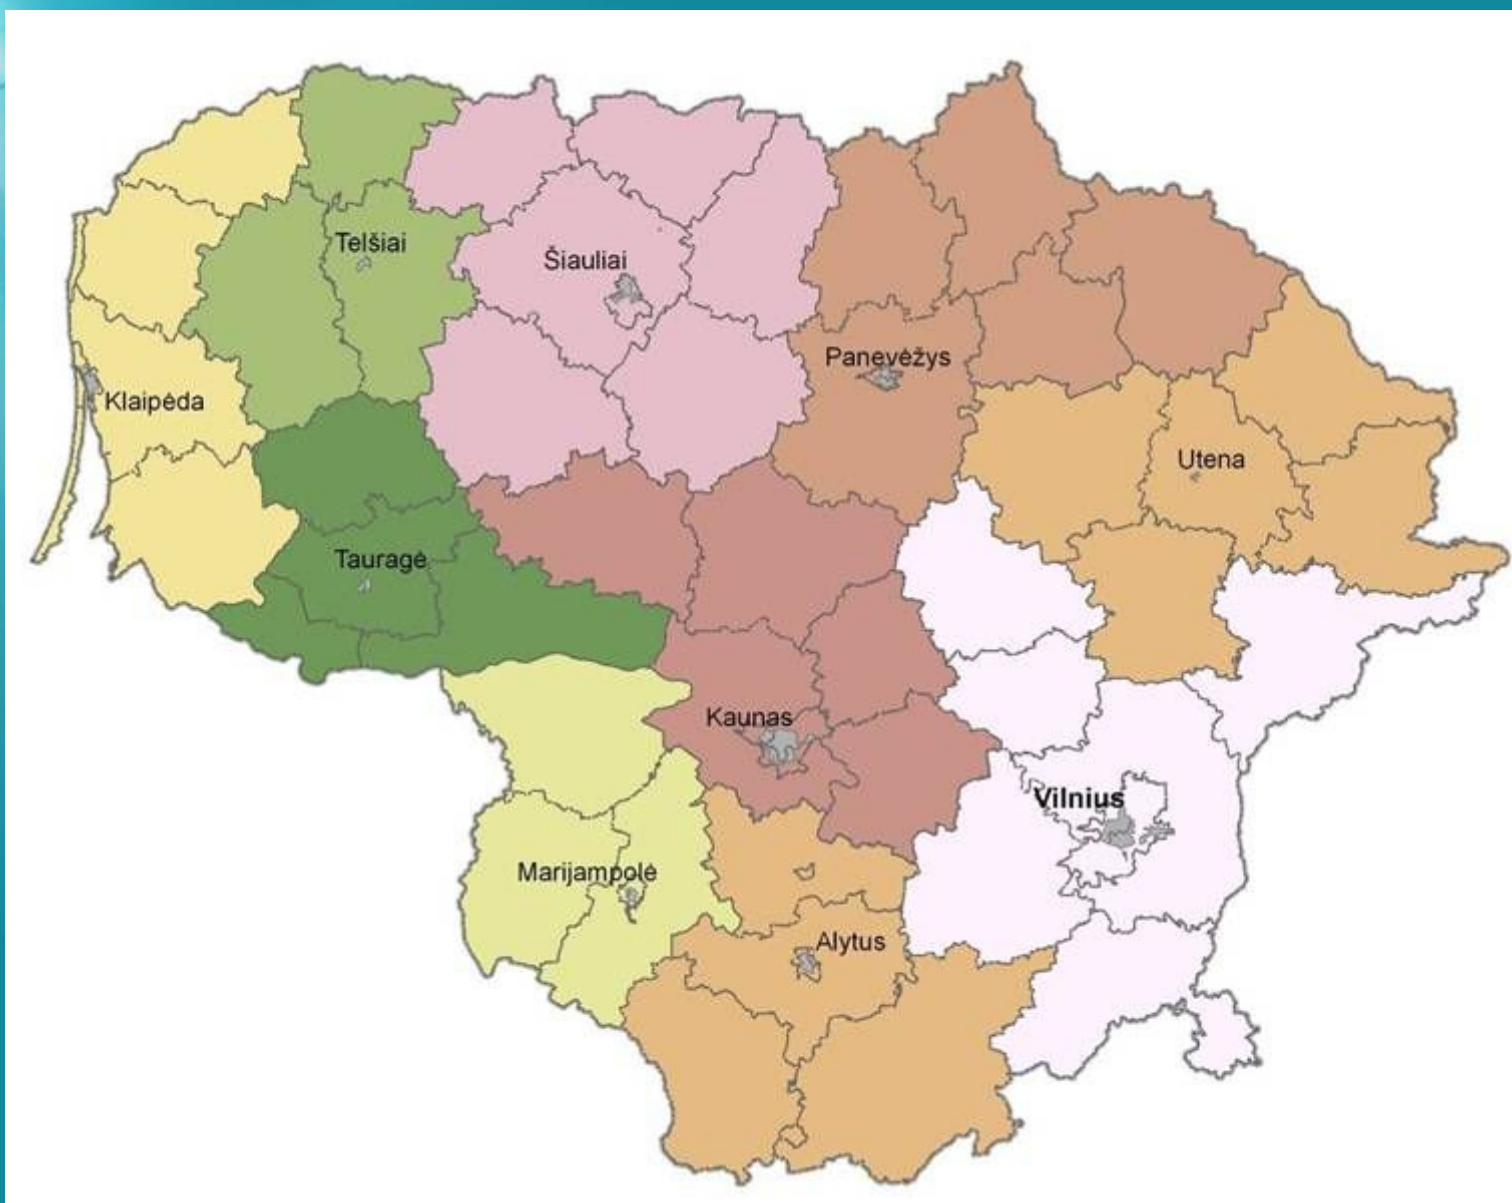 Telšiai
Šiauliai
Panevėžys
Klaipėda
Utena
Tauragė
Kaunas
Vilnius
Marijampolė
Alytus